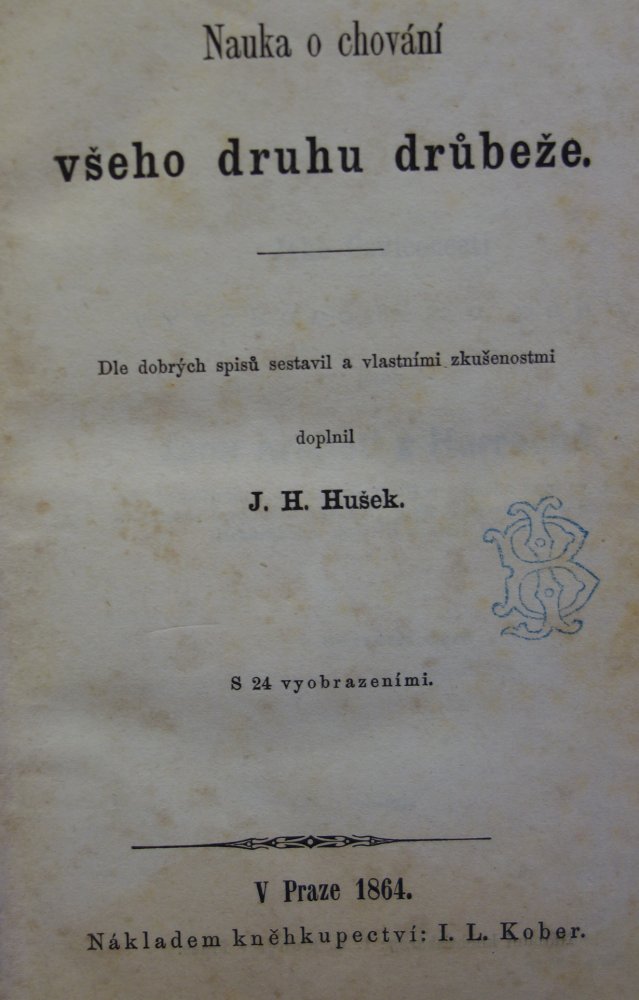 Nauka o chování
všeho druhu drůbeže.
Dle dobrých spisů sestavil a vlastními zkušenostmi
doplnil
J. H. Hušek.
S 24 vyobrazeními.
V Praze 1864.
Nákladem kněhkupectví: I. L. Kober.